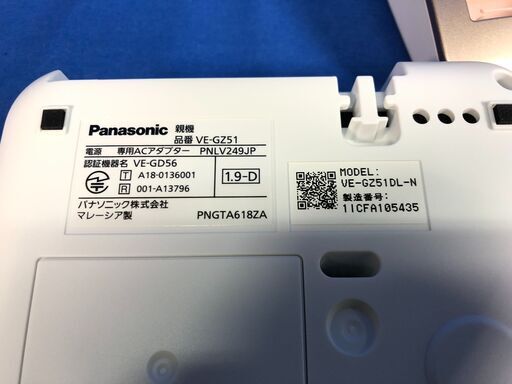 Panasonic 親機
品番 VE-GZ51
電源 専用ACアダプター PNLV249JP
認証機器名 VE-GD56
T A18-0136001
R 001-A13796
1.9-D
パナソニック株式会社
マレーシア製 PNGTA618ZA
MODEL:
VE-GZ51DL-N
製造番号:
1ICFA105435